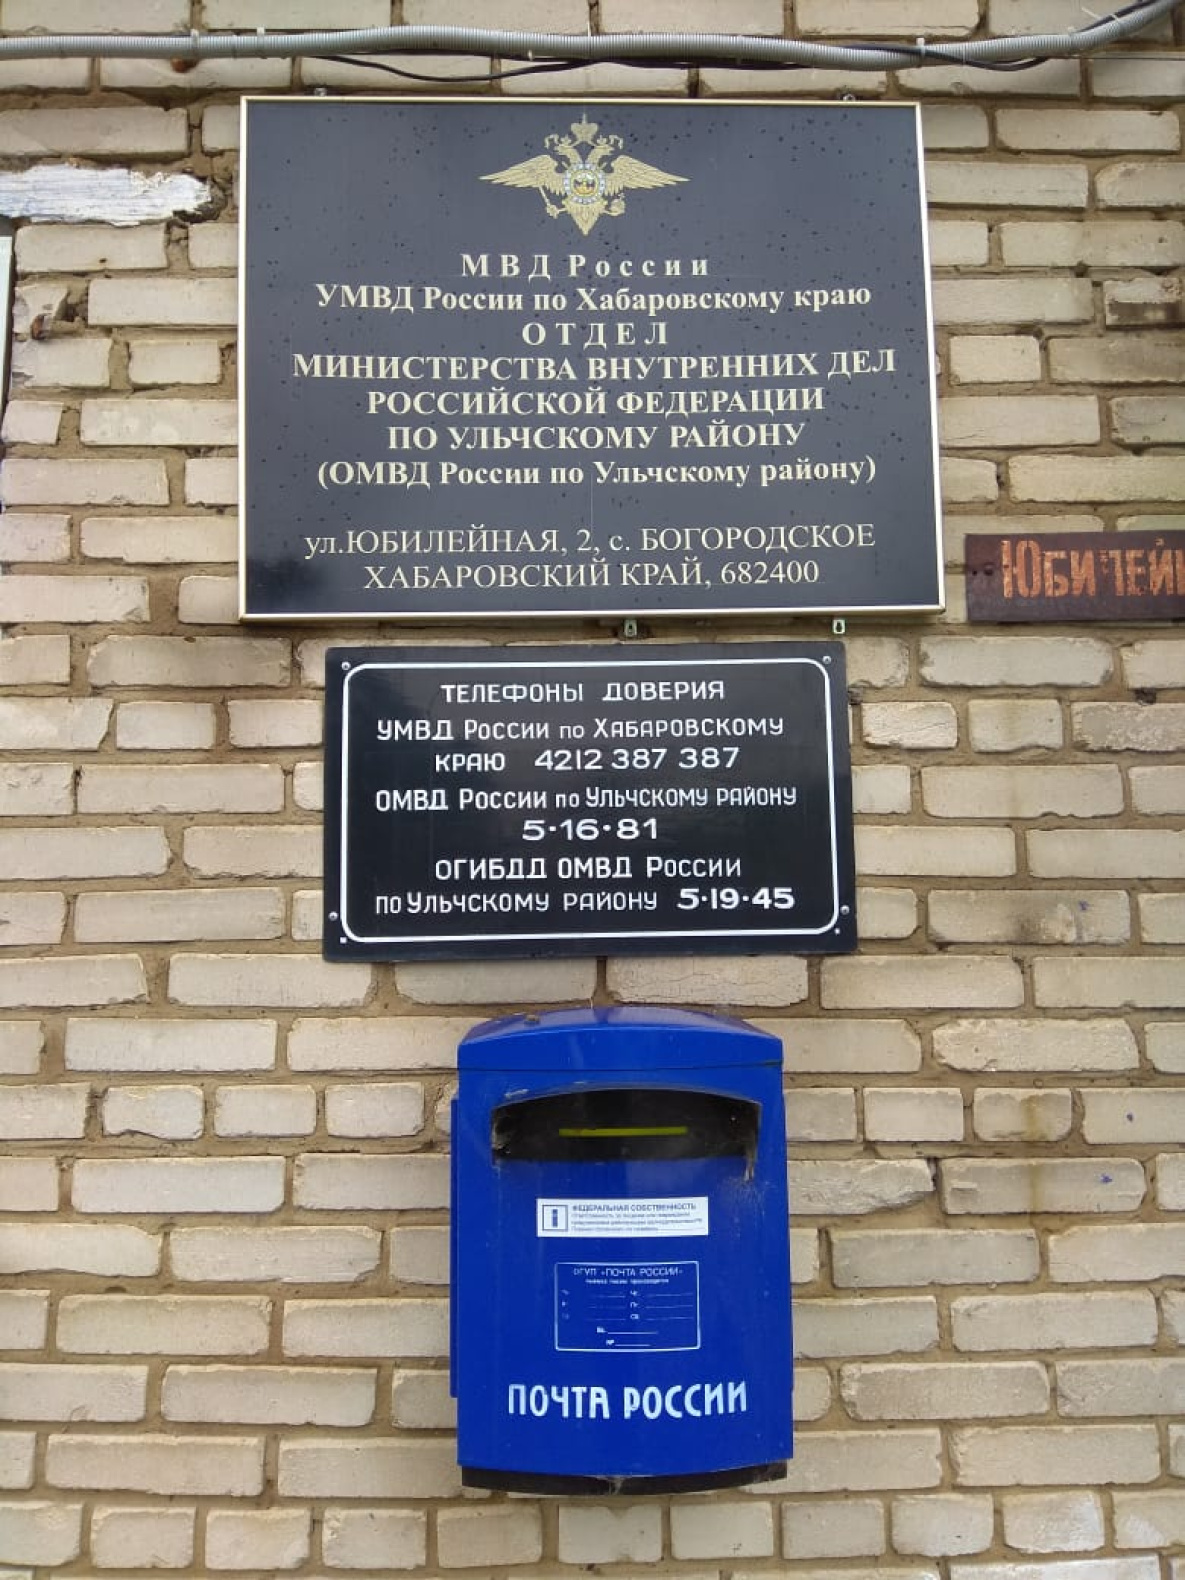 МВД России
УМВД России по Хабаровскому краю
ОТДЕЛ
МИНИСТЕРСТВА ВНУТРЕННИХ ДЕЛ
РОССИЙСКОЙ ФЕДЕРАЦИИ
ПО УЛЬЧСКОМУ РАЙОНУ
(ОМВД России по Ульчскому району)
ул.ЮБИЛЕЙНАЯ, 2, с. БОГОРОДСКОЕ
ХАБАРОВСКИЙ КРАЙ, 682400
ЮБИЛЕЙН
ТЕЛЕФОНЫ ДОВЕРИЯ
УМВД РОССИИ ПО ХАБАРОВСКОМУ
КРАЮ 4212 387 387
ОМВД РОССИИ ПО УЛЬЧСКОМУ РАЙОНУ
5·16·81
ОГИБДД ОМВД РОССИИ
ПО УЛЬЧСКОМУ РАЙОНУ 5·19·45
ФЕДЕРАЛЬНАЯ СОБСТВЕННОСТЬ
ФГУП «ПОЧТА РОССИИ»
ПОЧТА РОССИИ